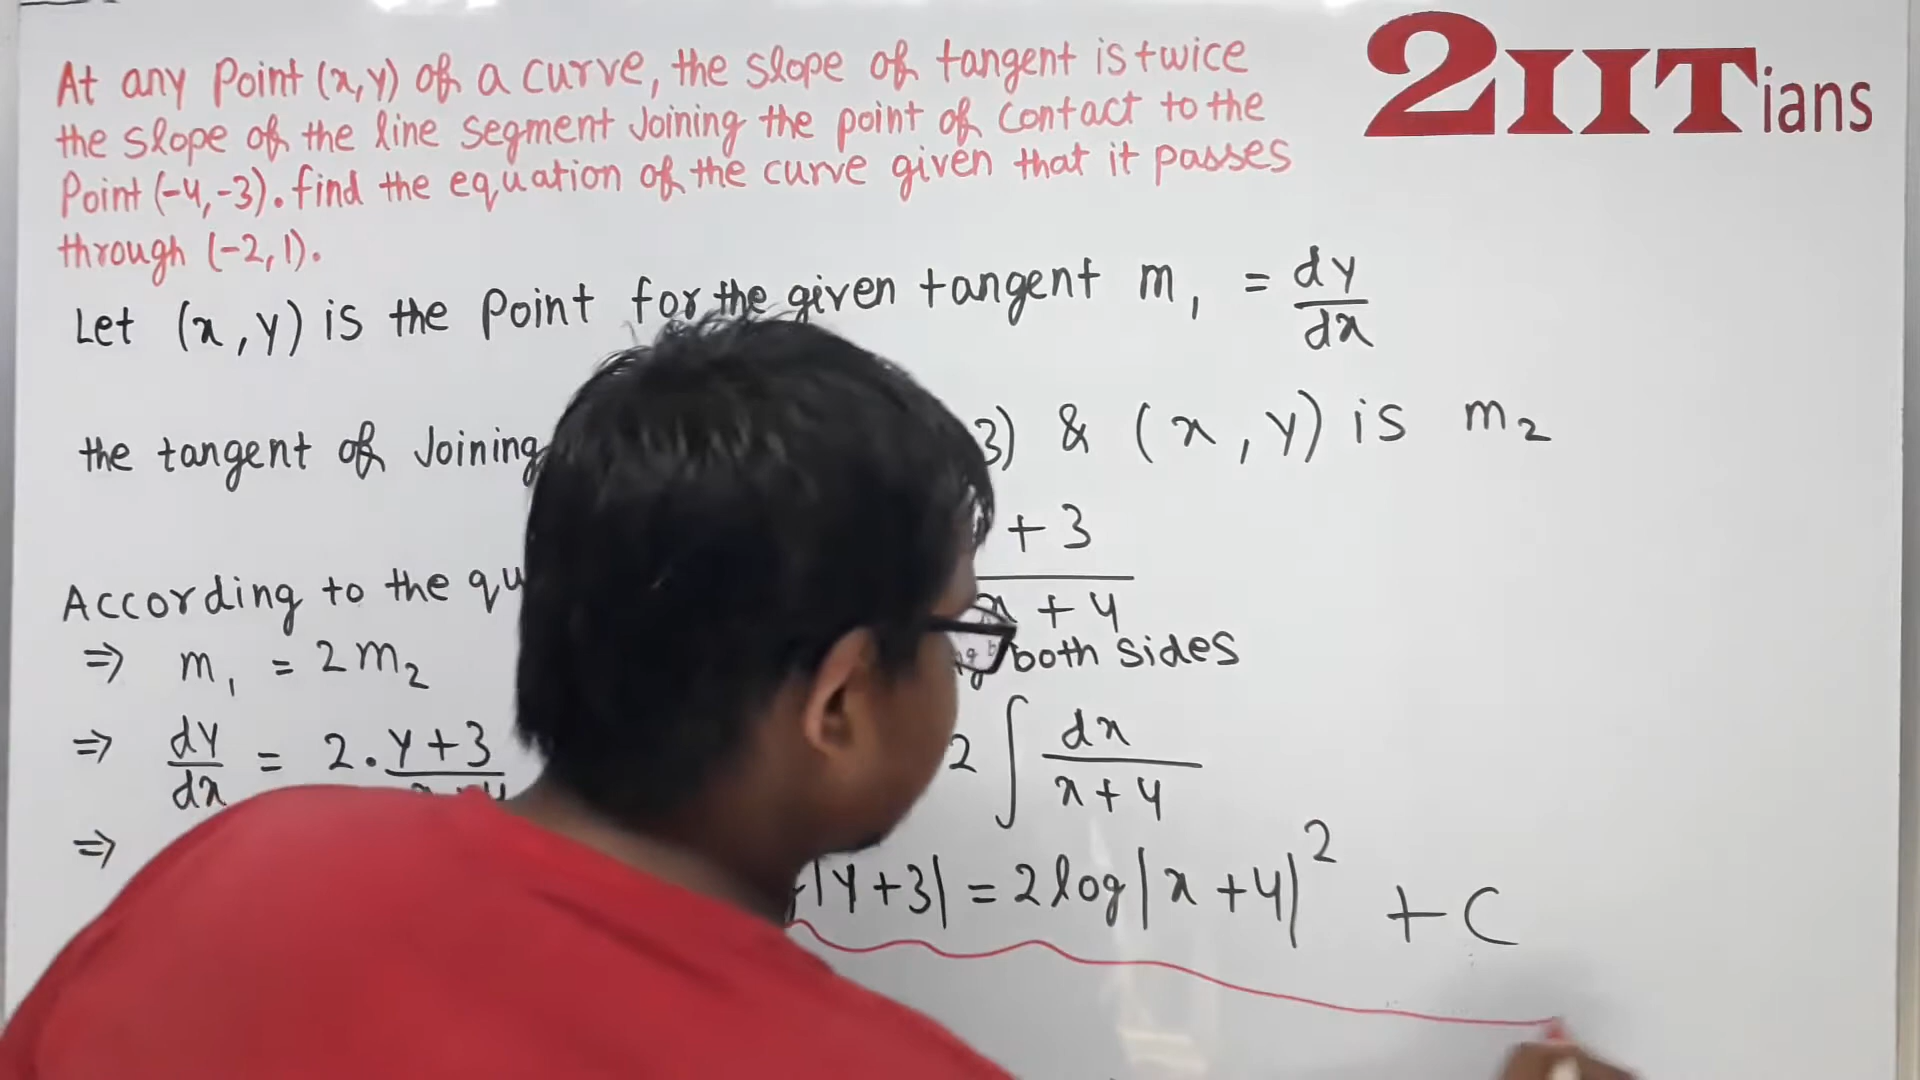 At any Point (x,y) of a curve, the slope of tangent is twice
the slope of the line segment Joining the point of contact to the
Point (-4,-3). find the equation of the curve given that it passes
through (-2,1).
2IITians
Let (x,y) is the Point for the given tangent m₁ = dy/dx
the tangent of Joining 3) & (x,y) is m₂
+ 3
x + 4
According to the
⇒ m₁ = 2m₂
both sides
⇒ dy/dx = 2. y+3
2 ∫ dx/x+4
⇒ |y+3| = 2log|x+4|² + C